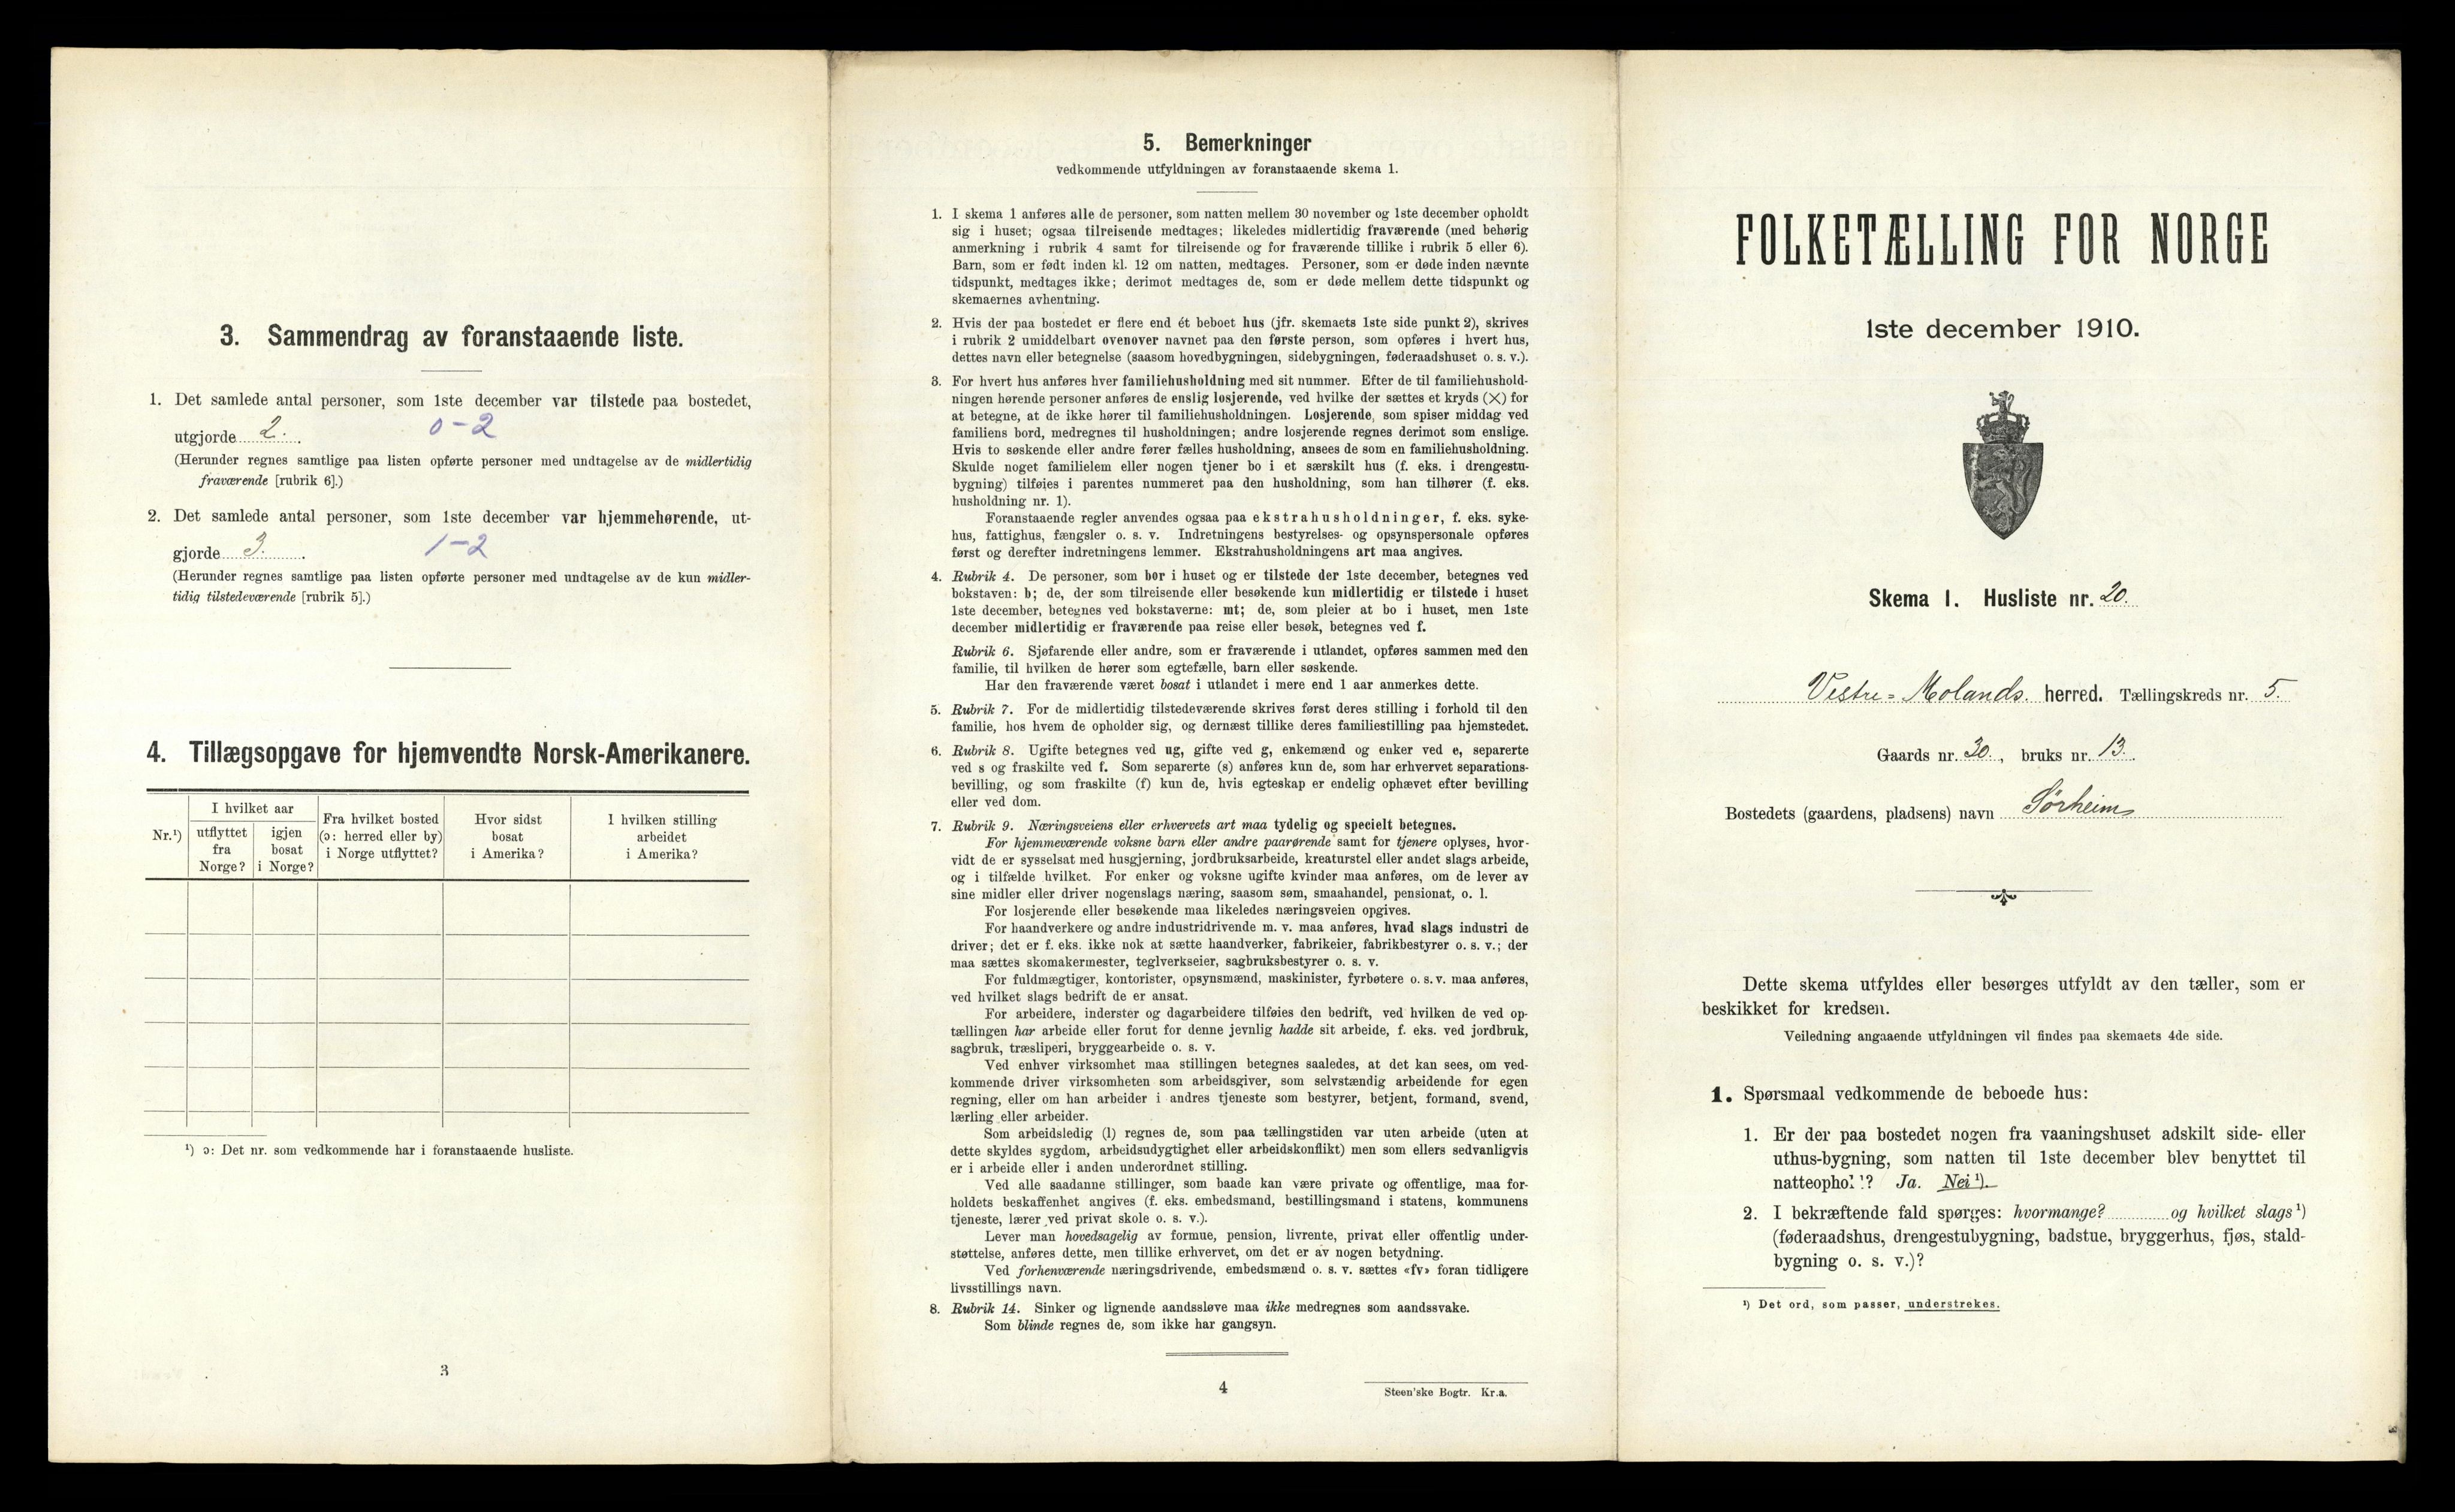 3. Sammendrag av foranstaaende liste.
1. Det samlede antal personer, som 1ste december var tilstede paa bostedet,
utgjorde 2. . 0-2
(Herunder regnes samtlige paa listen opførte personer med undtagelse av de midlertidig
fraværende [rubrik 6].)
2. Det samlede antal personer, som 1ste december var hjemmehørende, ut-
gjorde 3. . 1-2
(Herunder regnes samtlige paa listen opførte personer med undtagelse av de kun midler-
tidig tilstedeværende [rubrik 5].)
4. Tillægsopgave for hjemvendte Norsk-Amerikanere.
Nr.¹)
I hvilket aar
utflyttet
fra
Norge?
igjen
bosat
i Norge?
Fra hvilket bosted
(ɔ: herred eller by)
i Norge utflyttet?
Hvor sidst
bosat
i Amerika?
I hvilken stilling
arbeidet
i Amerika?
¹) ɔ: Det nr. som vedkommende har i foranstaaende husliste.
3
5. Bemerkninger
vedkommende utfyldningen av foranstaaende skema 1.
1. I skema 1 anføres alle de personer, som natten mellem 30 november og 1ste december opholdt
sig i huset; ogsaa tilreisende medtages; likeledes midlertidig fraværende (med behørig
anmerkning i rubrik 4 samt for tilreisende og for fraværende tillike i rubrik 5 eller 6).
Barn, som er født inden kl. 12 om natten, medtages. Personer, som er døde inden nævnte
tidspunkt, medtages ikke; derimot medtages de, som er døde mellem dette tidspunkt og
skemaernes avhentning.
2. Hvis der paa bostedet er flere end ét beboet hus (jfr. skemaets 1ste side punkt 2), skrives
i rubrik 2 umiddelbart ovenover navnet paa den første person, som opføres i hvert hus,
dettes navn eller betegnelse (saasom hovedbygningen, sidebygningen, føderaadshuset o. s. v.).
3. For hvert hus anføres hver familiehusholdning med sit nummer. Efter de til familiehushold-
ningen hørende personer anføres de enslig losjerende, ved hvilke der sættes et kryds (×) for
at betegne, at de ikke hører til familiehusholdningen. Losjerende, som spiser middag ved
familiens bord, medregnes til husholdningen; andre losjerende regnes derimot som enslige.
Hvis to søskende eller andre fører fælles husholdning, ansees de som en familiehusholdning.
Skulde noget familielem eller nogen tjener bo i et særskilt hus (f. eks. i drengestu-
bygning) tilføies i parentes nummeret paa den husholdning, som han tilhører (f. eks.
husholdning nr. 1).
Foranstaaende regler anvendes ogsaa paa ekstrahusholdninger, f. eks. syke-
hus, fattighus, fængsler o. s. v. Indretningens bestyrelses- og opsynspersonale opføres
først og derefter indretningens lemmer. Ekstrahusholdningens art maa angives.
4. Rubrik 4. De personer, som bor i huset og er tilstede der 1ste december, betegnes ved
bokstaven: b; de, der som tilreisende eller besøkende kun midlertidig er tilstede i huset
1ste december, betegnes ved bokstaverne: mt; de, som pleier at bo i huset, men 1ste
december midlertidig er fraværende paa reise eller besøk, betegnes ved f.
Rubrik 6. Sjøfarende eller andre, som er fraværende i utlandet, opføres sammen med den
familie, til hvilken de hører som egtefælle, barn eller søskende.
Har den fraværende været bosat i utlandet i mere end 1 aar anmerkes dette.
5. Rubrik 7. For de midlertidig tilstedeværende skrives først deres stilling i forhold til den
familie, hos hvem de opholder sig, og dernæst tillike deres familiestilling paa hjemstedet.
6. Rubrik 8. Ugifte betegnes ved ug, gifte ved g, enkemænd og enker ved e, separerte
ved s og fraskilte ved f. Som separerte (s) anføres kun de, som har erhvervet separations-
bevilling, og som fraskilte (f) kun de, hvis egteskap er endelig ophævet efter bevilling
eller ved dom.
7. Rubrik 9. Næringsveiens eller erhvervets art maa tydelig og specielt betegnes.
For hjemmeværende voksne barn eller andre paarørende samt for tjenere oplyses, hvor-
vidt de er sysselsat med husgjerning, jordbruksarbeide, kreaturstel eller andet slags arbeide,
og i tilfælde hvilket. For enker og voksne ugifte kvinder maa anføres, om de lever av
sine midler eller driver nogenslags næring, saasom søm, smaahandel, pensionat, o. l.
For losjerende eller besøkende maa likeledes næringsveien opgives.
For haandverkere og andre industridrivende m. v. maa anføres, hvad slags industri de
driver; det er f. eks. ikke nok at sætte haandverker, fabrikeier, fabrikbestyrer o. s. v.; der
maa sættes skomakermester, teglverkseier, sagbruksbestyrer o. s. v.
For fuldmægtiger, kontorister, opsynsmænd, maskinister, fyrbøtere o. s. v. maa anføres,
ved hvilket slags bedrift de er ansat.
For arbeidere, inderster og dagarbeidere tilføies den bedrift, ved hvilken de ved op-
tællingen har arbeide eller forut for denne jevnlig hadde sit arbeide, f. eks. ved jordbruk,
sagbruk, træsliperi, bryggearbeide o. s. v.
Ved enhver virksomhet maa stillingen betegnes saaledes, at det kan sees, om ved-
kommende driver virksomheten som arbeidsgiver, som selvstændig arbeidende for egen
regning, eller om han arbeider i andres tjeneste som bestyrer, betjent, formand, svend,
lærling eller arbeider.
Som arbeidsledig (l) regnes de, som paa tællingstiden var uten arbeide (uten at
dette skyldes sygdom, arbeidsudygtighet eller arbeidskonflikt) men som ellers sedvanligvis
er i arbeide eller i anden underordnet stilling.
Ved alle saadanne stillinger, som baade kan være private og offentlige, maa for-
holdets beskaffenhet angives (f. eks. embedsmand, bestillingsmand i statens, kommunens
tjeneste, lærer ved privat skole o. s. v.).
Lever man hovedsagelig av formue, pension, livrente, privat eller offentlig under-
støttelse, anføres dette, men tillike erhvervet, om det er av nogen betydning.
Ved forhenværende næringsdrivende, embedsmænd o. s. v. sættes «fv» foran tidligere
livsstillings navn.
8. Rubrik 14. Sinker og lignende aandssløve maa ikke medregnes som aandssvake.
Som blinde regnes de, som ikke har gangsyn.
4
Steen'ske Bogtr. Kr.a.
FOLKETÆLLING FOR NORGE
1ste december 1910.
Skema 1. Husliste nr. 20.
Vestre=Molands. herred. Tællingskreds nr. 5.
Gaards nr. 30., bruks nr. 13.
Bostedets (gaardens, pladsens) navn Sørheim
Dette skema utfyldes eller besørges utfyldt av den tæller, som er
beskikket for kredsen.
Veiledning angaaende utfyldningen vil findes paa skemaets 4de side.
1. Spørsmaal vedkommende de beboede hus:
1. Er der paa bostedet nogen fra vaaningshuset adskilt side- eller
uthus-bygning, som natten til 1ste december blev benyttet til
natteophold? Ja. Nei¹).
2. I bekræftende fald spørges: hvormange? og hvilket slags¹)
(føderaadshus, drengestubygning, badstue, bryggerhus, fjøs, stald-
bygning o. s. v.)?
¹) Det ord, som passer, understrekes.